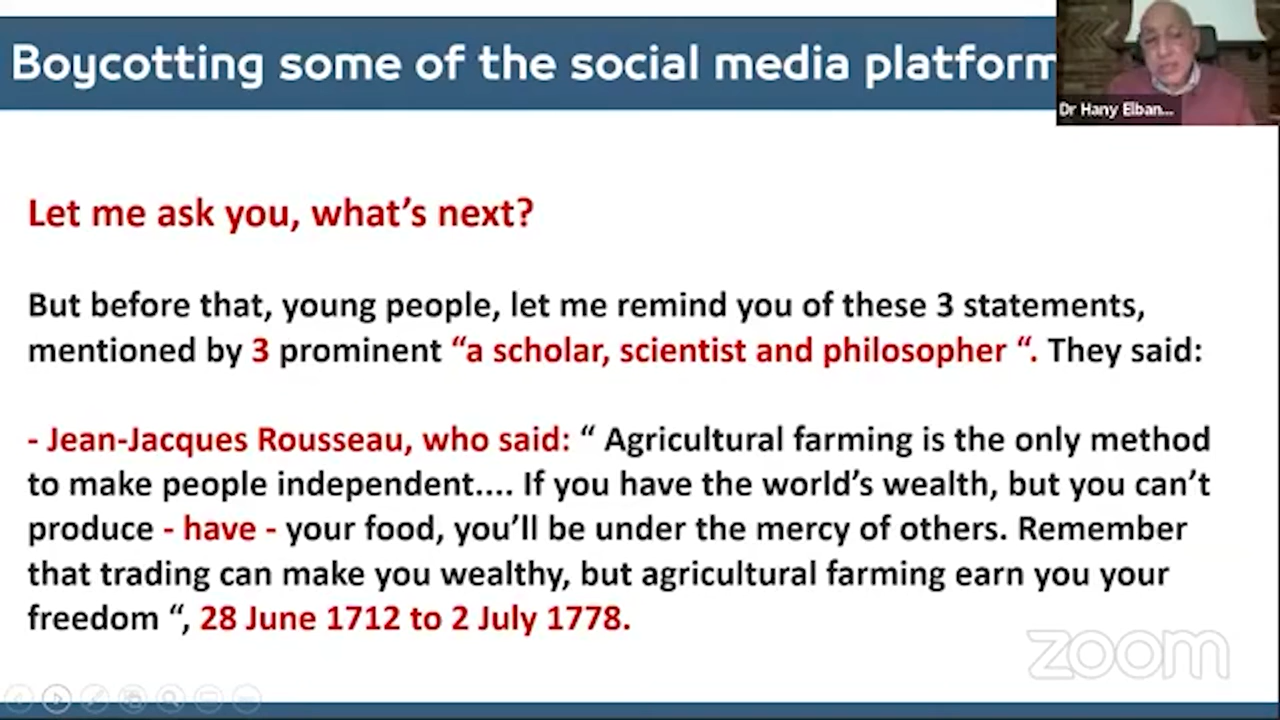 Boycotting some of the social media platform
Dr Hany Elban...
Let me ask you, what's next?
But before that, young people, let me remind you of these 3 statements,
mentioned by 3 prominent “a scholar, scientist and philosopher “. They said:
- Jean-Jacques Rousseau, who said: “ Agricultural farming is the only method
to make people independent.... If you have the world's wealth, but you can't
produce - have - your food, you'll be under the mercy of others. Remember
that trading can make you wealthy, but agricultural farming earn you your
freedom “, 28 June 1712 to 2 July 1778.
zoom